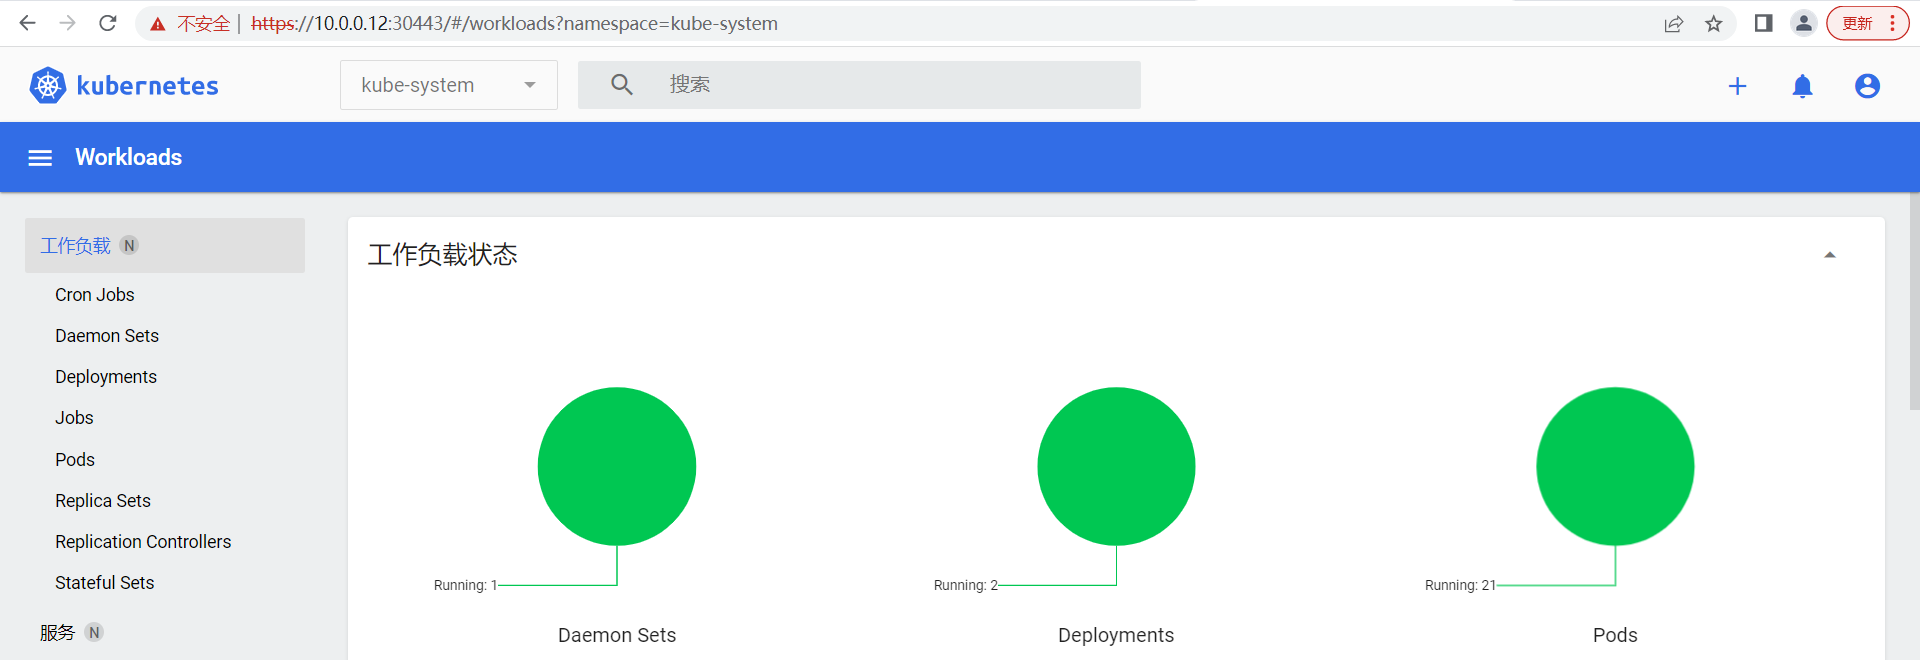 不安全 | https://10.0.0.12:30443/#/workloads?namespace=kube-system
更新
kubernetes
kube-system
搜索
Workloads
工作负载 N
Cron Jobs
Daemon Sets
Deployments
Jobs
Pods
Replica Sets
Replication Controllers
Stateful Sets
服务 N
工作负载状态
Running: 1
Daemon Sets
Running: 2
Deployments
Running: 21
Pods